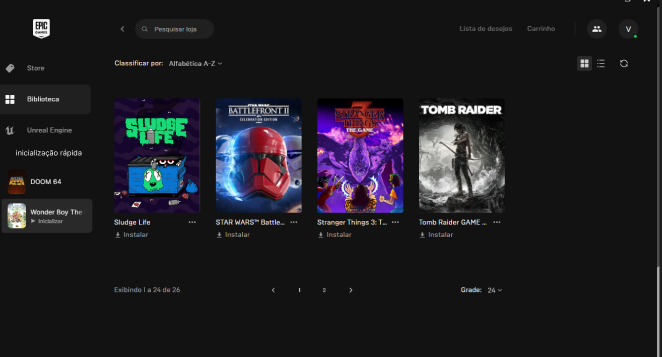 EPIC
GAMES
Pesquisar loja
Lista de desejos
Carrinho
V
Store
Classificar por: Alfabética A-Z
Biblioteca
Unreal Engine
inicialização rápida
DOOM 64
Wonder Boy The
Inicializar
SLUDGE
LIFE
STAR WARS
BATTLEFRONT II
CELEBRATION EDITION
STRANGER
THINGS
3
THE GAME
TOMB RAIDER
Sludge Life ...
STAR WARS™ Battle... ...
Stranger Things 3: T... ...
Tomb Raider GAME ... ...
Instalar
Instalar
Instalar
Instalar
Exibindo 1 a 24 de 26
1 2
Grade: 24